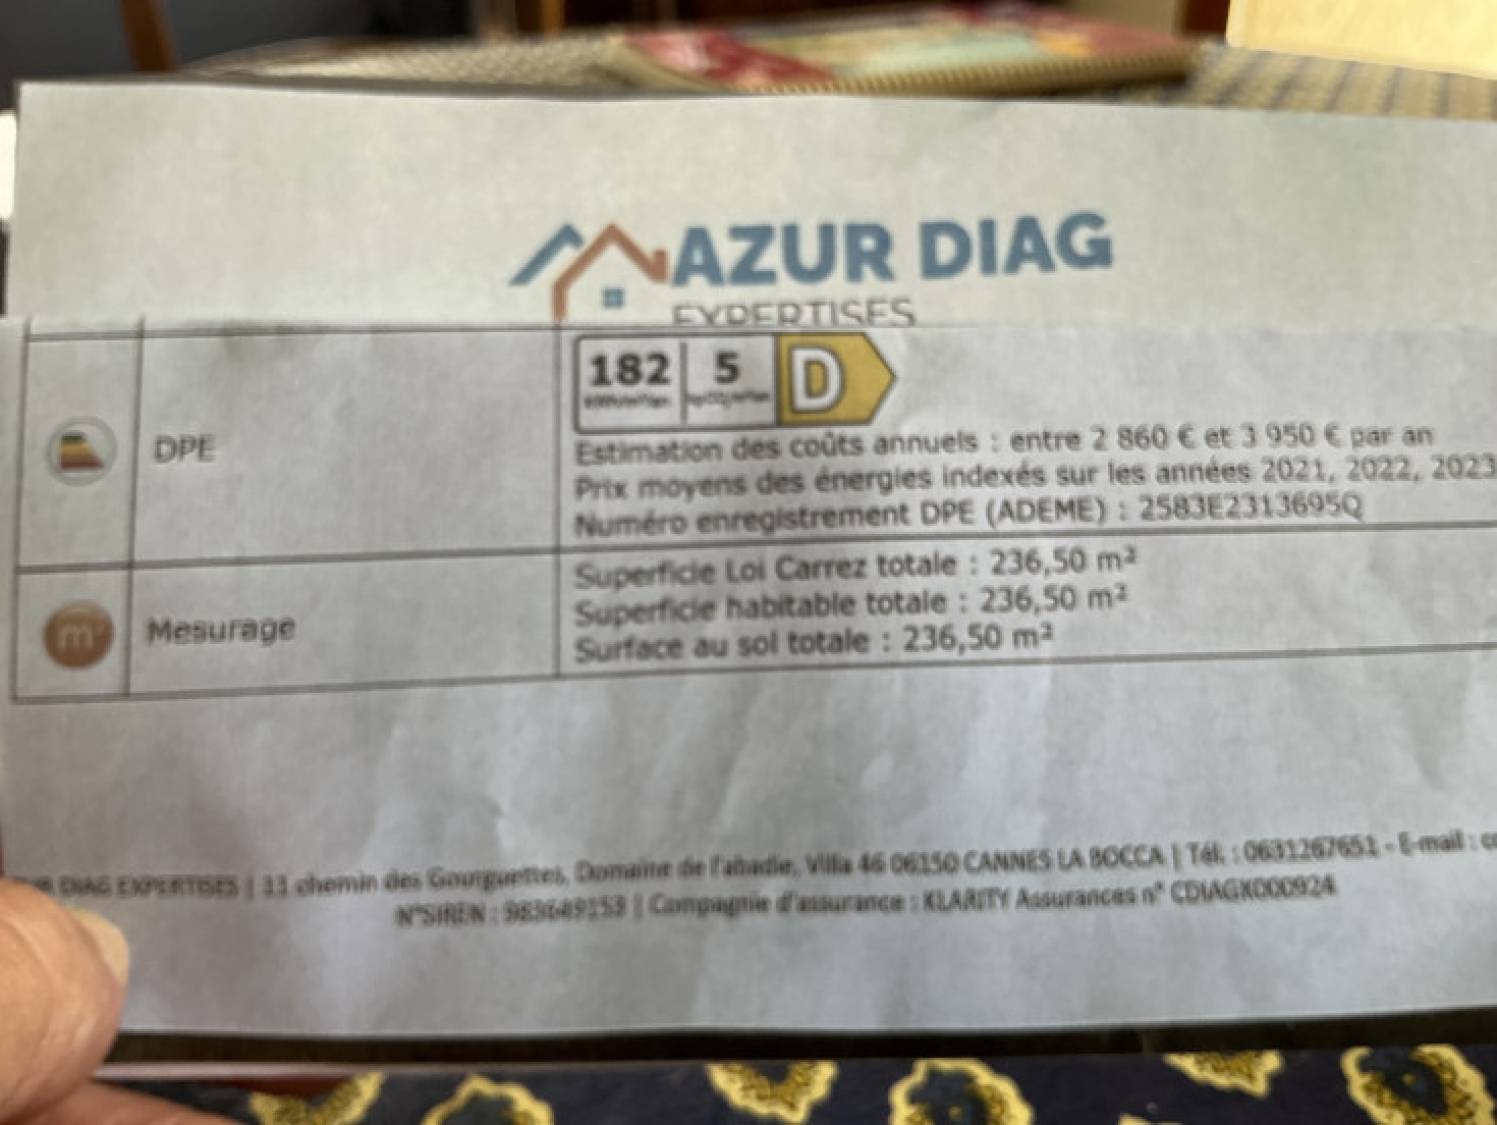 AZUR DIAG
EXPERTISES
182 5 D
DPE
Estimation des coûts annuels : entre 2 860 € et 3 950 € par an
Prix moyens des énergies indexés sur les années 2021, 2022, 2023
Numéro enregistrement DPE (ADEME) : 2583E2313695Q
Mesurage
Superficie Loi Carrez totale : 236,50 m²
Superficie habitable totale : 236,50 m²
Surface au sol totale : 236,50 m²
DIAG EXPERTISES | 11 chemin des Gourguettes, Domaine de l'abadie, Villa 46 06150 CANNES LA BOCCA | Tél. : 0631267651 - E-mail :
N°SIREN : 983649153 | Compagnie d'assurance : KLARITY Assurances n° CDIAGK000924